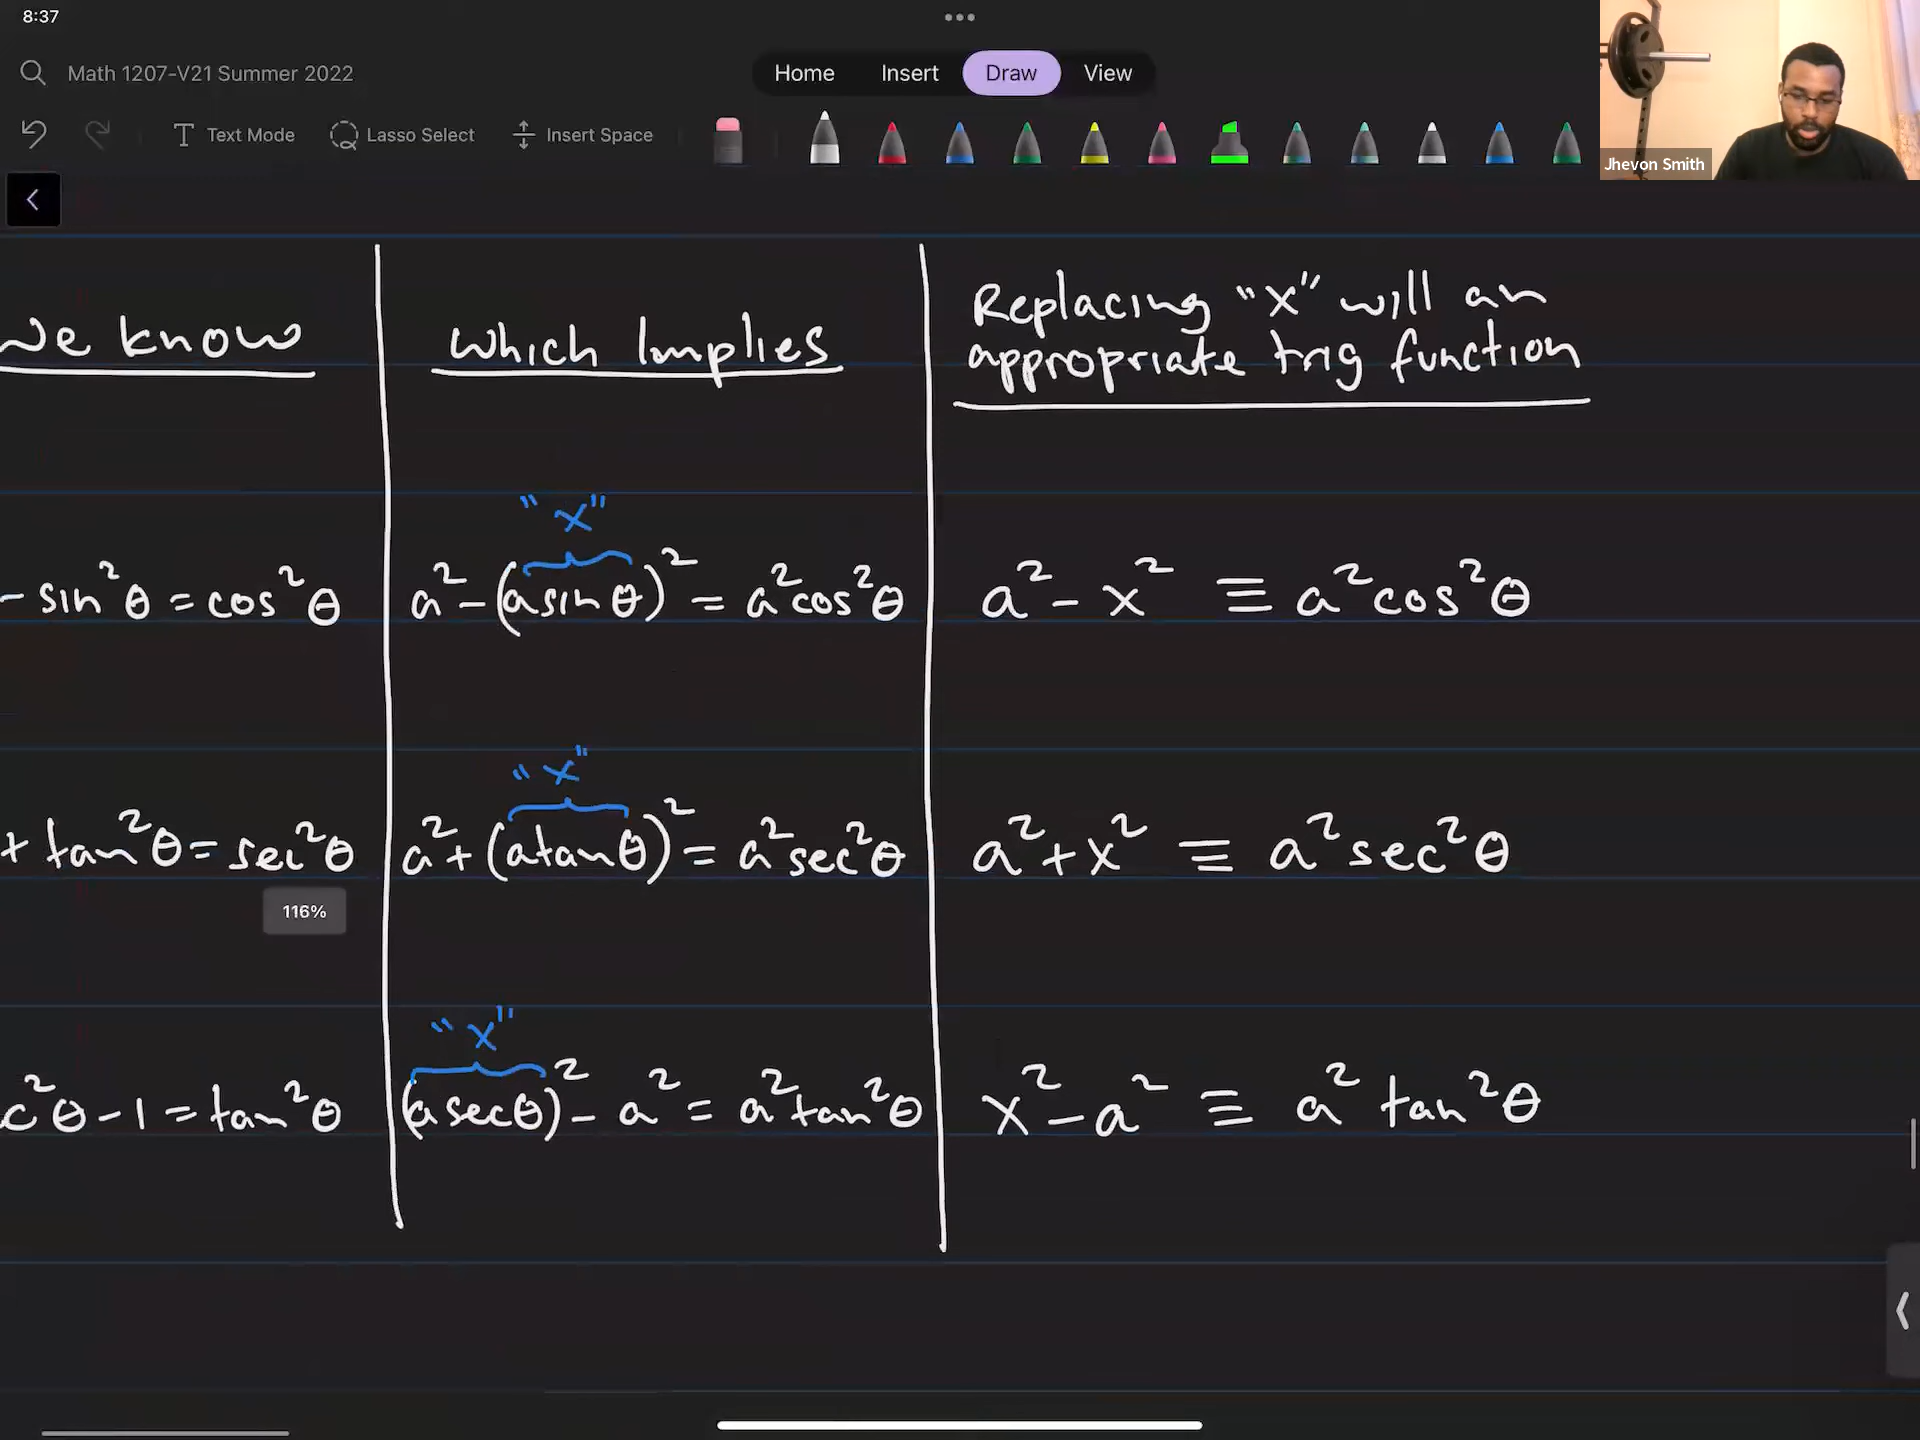 8:37
Math 1207-V21 Summer 2022
Home Insert Draw View
Text Mode Lasso Select Insert Space
Jhevon Smith
We know
Which Implies
Replacing "x" will an
appropriate trig function
"x"
- sin²θ = cos²θ
a² - (a sin θ)² = a² cos²θ
a² - x² ≡ a² cos²θ
"x"
+ tan²θ = sec²θ
a² + (a tan θ)² = a² sec²θ
a² + x² ≡ a² sec²θ
116%
"x"
c²θ - 1 = tan²θ
(a sec θ)² - a² = a² tan²θ
x² - a² ≡ a² tan²θ